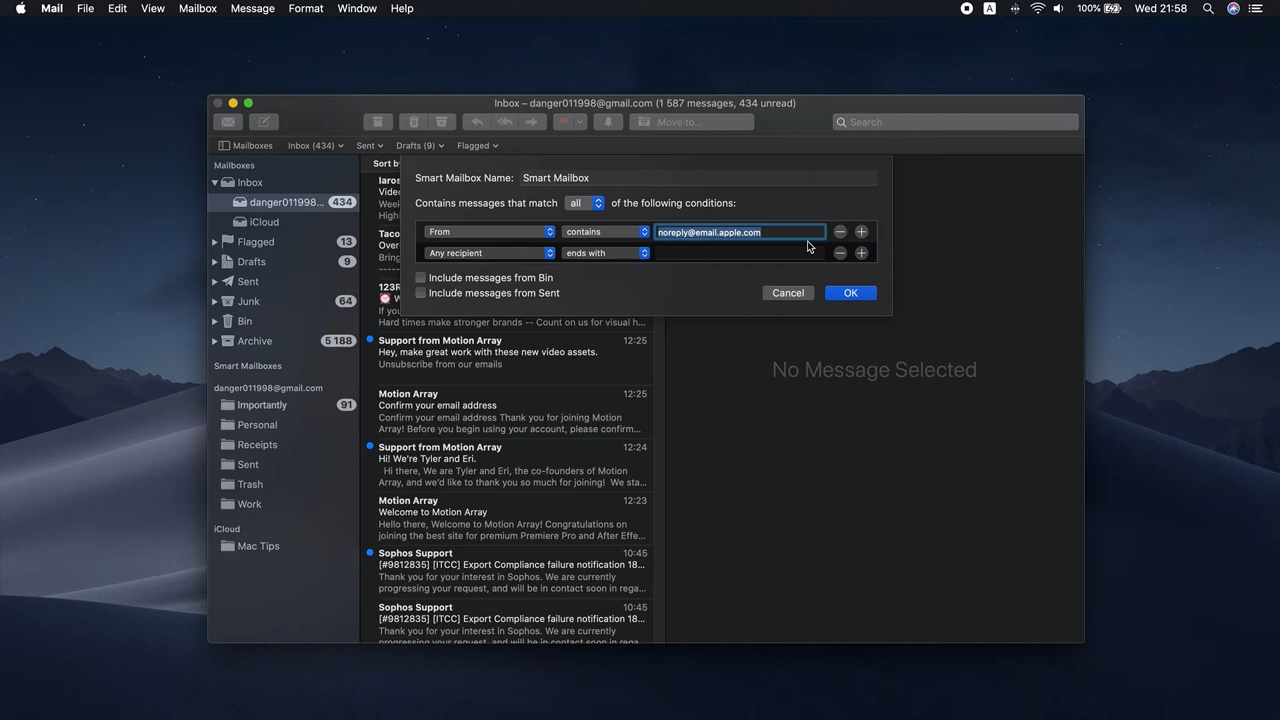 Mail File Edit View Mailbox Message Format Window Help A 100% Wed 21:58
Inbox – danger011998@gmail.com (1 587 messages, 434 unread)
Move to... Search
Mailboxes Inbox (434) Sent Drafts (9) Flagged
Mailboxes
Inbox
danger011998... 434
iCloud
Flagged 13
Drafts 9
Sent
Junk 64
Bin
Archive 5 188
Smart Mailboxes
danger011998@gmail.com
Importantly 91
Personal
Receipts
Sent
Trash
Work
iCloud
Mac Tips
Sort by
Smart Mailbox Name: Smart Mailbox
Contains messages that match all of the following conditions:
From contains noreply@email.apple.com
Any recipient ends with
Include messages from Bin
Include messages from Sent
Cancel OK
Hard times make stronger brands -- Count on us for visual h...
Support from Motion Array 12:25
Hey, make great work with these new video assets.
Unsubscribe from our emails
Motion Array 12:25
Confirm your email address
Confirm your email address Thank you for joining Motion
Array! Before you begin using your account, please confirm...
Support from Motion Array 12:24
Hi! We're Tyler and Eri.
Hi there, We are Tyler and Eri, the co-founders of Motion
Array, and we'd like to thank you so much for joining! We sta...
Motion Array 12:23
Welcome to Motion Array
Hello there, Welcome to Motion Array! Congratulations on
joining the best site for premium Premiere Pro and After Effe...
Sophos Support 10:45
[#9812835] [ITCC] Export Compliance failure notification 18...
Thank you for your interest in Sophos. We are currently
progressing your request, and will be in contact soon in rega...
Sophos Support 10:45
[#9812835] [ITCC] Export Compliance failure notification 18...
Thank you for your interest in Sophos. We are currently
progressing your request, and will be in contact soon in rega...
No Message Selected